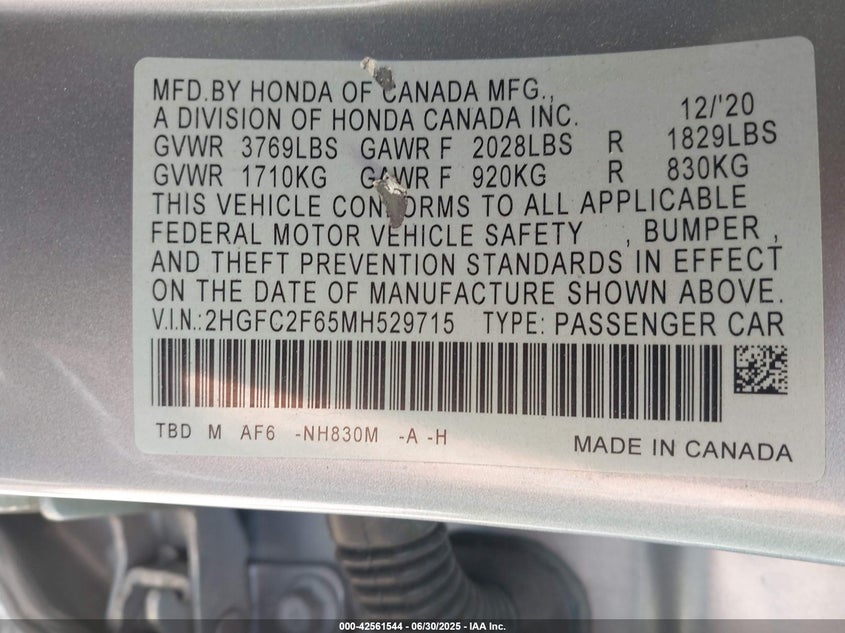 MFD.BY HONDA OF CANADA MFG.,
A DIVISION OF HONDA CANADA INC. 12/'20
GVWR 3769LBS GAWR F 2028LBS R 1829LBS
GVWR 1710KG GAWR F 920KG R 830KG
THIS VEHICLE CONFORMS TO ALL APPLICABLE
FEDERAL MOTOR VEHICLE SAFETY , BUMPER ,
AND THEFT PREVENTION STANDARDS IN EFFECT
ON THE DATE OF MANUFACTURE SHOWN ABOVE.
V.I.N.:2HGFC2F65MH529715 TYPE: PASSENGER CAR
TBD M AF6 -NH830M -A -H MADE IN CANADA
000-42561544 - 06/30/2025 - IAA Inc.